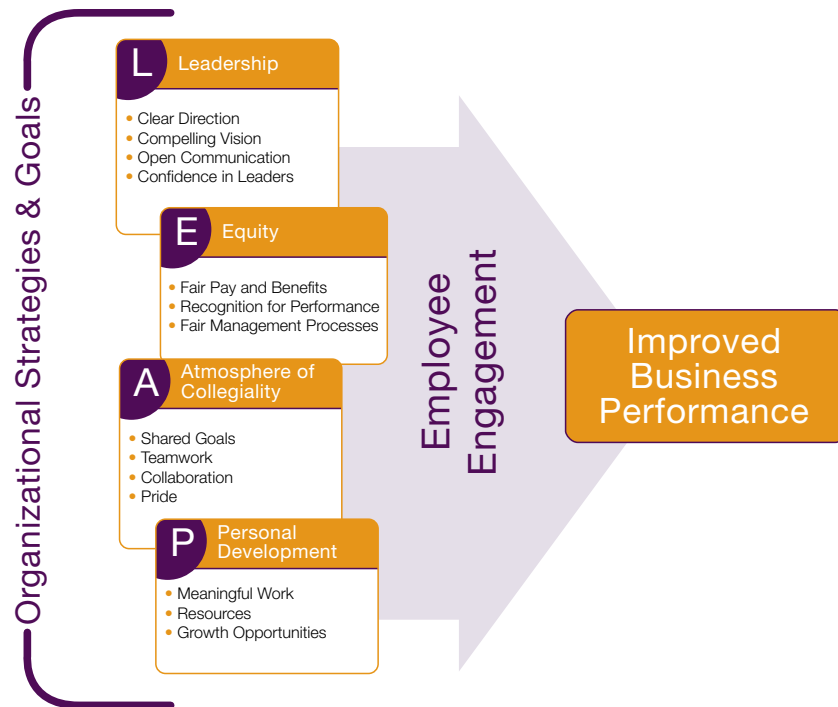 Organizational Strategies & Goals
L
Leadership
• Clear Direction
• Compelling Vision
• Open Communication
• Confidence in Leaders
E
Equity
• Fair Pay and Benefits
• Recognition for Performance
• Fair Management Processes
A
Atmosphere of
Collegiality
• Shared Goals
• Teamwork
• Collaboration
• Pride
P
Personal
Development
• Meaningful Work
• Resources
• Growth Opportunities
Employee
Engagement
Improved
Business
Performance